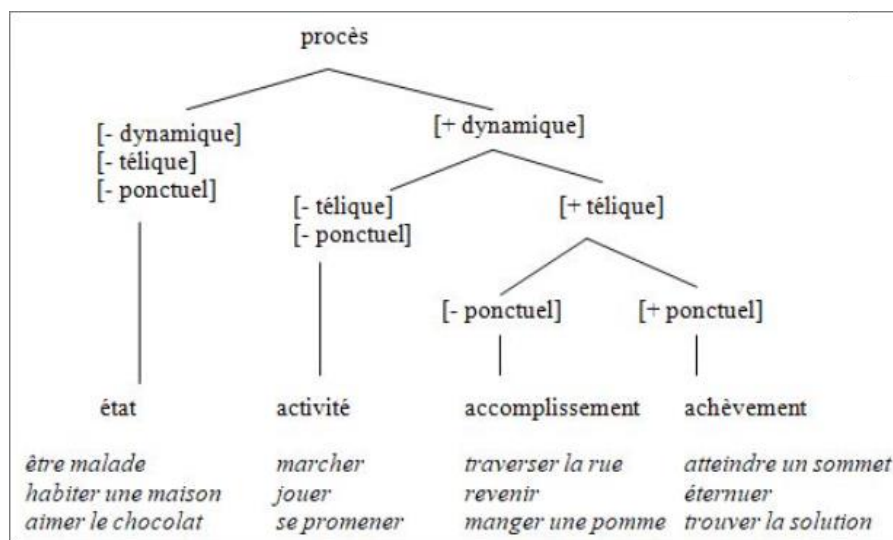 procès
[- dynamique]
[- télique]
[- ponctuel]
[+ dynamique]
[- télique]
[- ponctuel]
[+ télique]
[- ponctuel]
[+ ponctuel]
état
activité
accomplissement
achèvement
être malade
habiter une maison
aimer le chocolat
marcher
jouer
se promener
traverser la rue
revenir
manger une pomme
atteindre un sommet
éternuer
trouver la solution